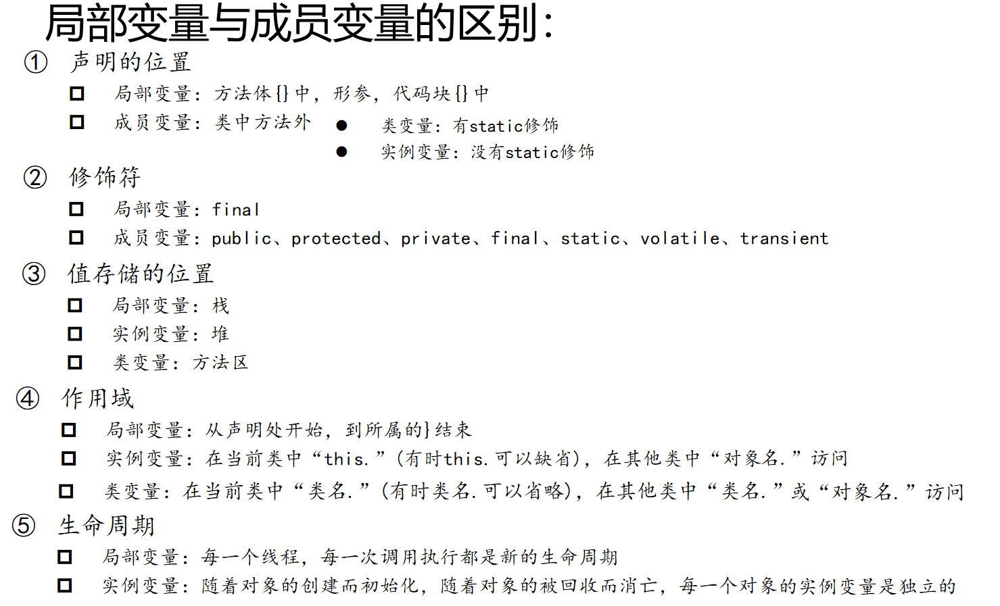 局部变量与成员变量的区别：
① 声明的位置
局部变量：方法体{}中，形参，代码块{}中
成员变量：类中方法外
类变量：有static修饰
实例变量：没有static修饰
② 修饰符
局部变量：final
成员变量：public、protected、private、final、static、volatile、transient
③ 值存储的位置
局部变量：栈
实例变量：堆
类变量：方法区
④ 作用域
局部变量：从声明处开始，到所属的}结束
实例变量：在当前类中“this.”(有时this.可以缺省)，在其他类中“对象名.”访问
类变量：在当前类中“类名.”(有时类名.可以省略)，在其他类中“类名.”或“对象名.”访问
⑤ 生命周期
局部变量：每一个线程，每一次调用执行都是新的生命周期
实例变量：随着对象的创建而初始化，随着对象的被回收而消亡，每一个对象的实例变量是独立的